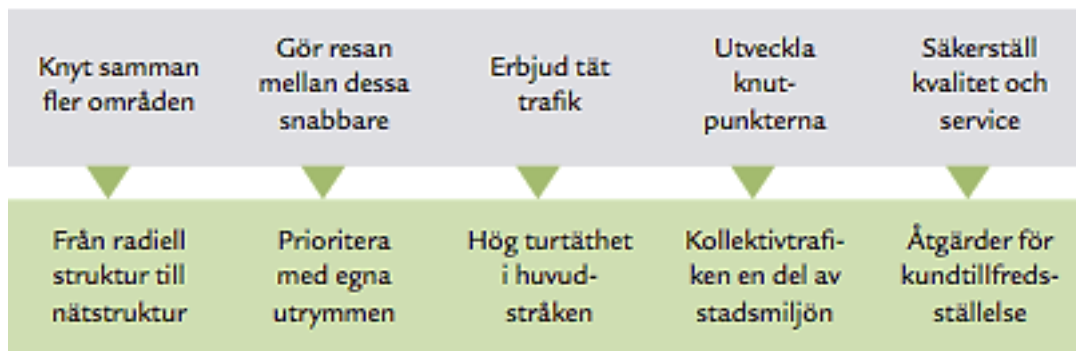 Knyt samman
fler områden
Gör resan
mellan dessa
snabbare
Erbjud tät
trafik
Utveckla
knut-
punkterna
Säkerställ
kvalitet och
service
Från radiell
struktur till
nätstruktur
Prioritera
med egna
utrymmen
Hög turtäthet
i huvud-
stråken
Kollektivtrafi-
ken en del av
stadsmiljön
Åtgärder för
kundtillfreds-
ställelse